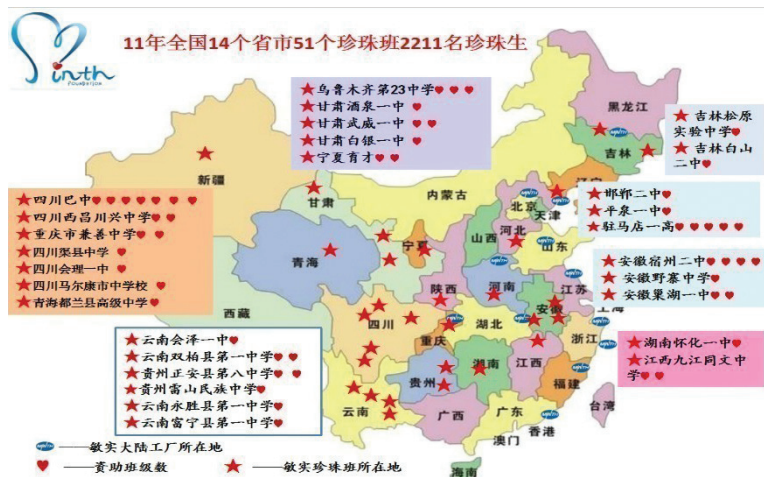 Minth
FOUNDATION
11年全国14个省市51个珍珠班2211名珍珠生
乌鲁木齐第23中学
甘肃酒泉一中
甘肃武威一中
甘肃白银一中
宁夏育才
吉林松原
实验中学
吉林白山
二中
四川巴中
四川西昌川兴中学
重庆市兼善中学
四川渠县中学
四川会理一中
四川马尔康市中学校
青海都兰县高级中学
邯郸二中
平泉一中
驻马店一高
安徽宿州二中
安徽野寨中学
安徽巢湖一中
云南会泽一中
云南双柏县第一中学
贵州正安县第八中学
贵州雷山民族中学
云南永胜县第一中学
云南富宁县第一中学
湖南怀化一中
江西九江同文中
学
黑龙江
吉林
辽宁
新疆
内蒙古
甘肃
北京
天津
河北
山西
山东
宁夏
青海
陕西
河南
江苏
安徽
上海
西藏
四川
重庆
湖北
浙江
湖南
江西
贵州
福建
云南
广西
广东
台湾
香港
澳门
海南
——敏实大陆工厂所在地
——资助班级数
——敏实珍珠班所在地